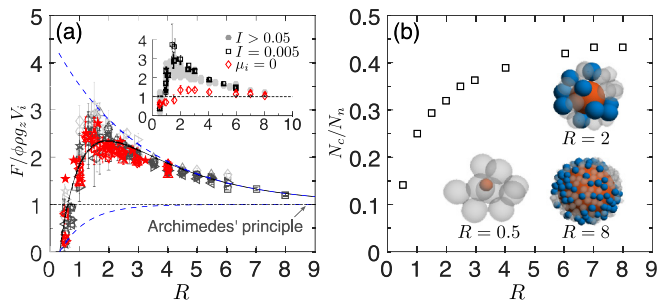 (a)
F/ϕρg_zV_i
5
4
3
2
1
0
0 1 2 3 4 5 6 7 8 9
R
Archimedes' principle
4
3
2
1
0 2 4 6 8 10
I > 0.05
I = 0.005
μ_i = 0
(b)
N_c/N_n
0.5
0.4
0.3
0.2
0.1
0
0 1 2 3 4 5 6 7 8 9
R
R = 2
R = 0.5
R = 8